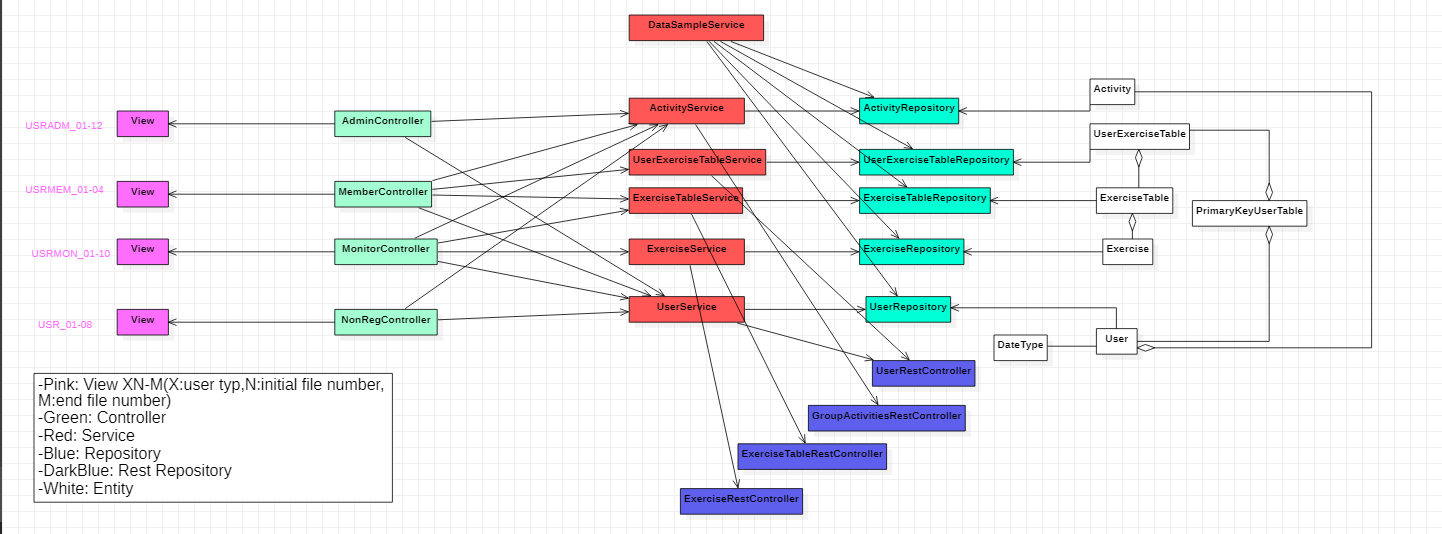 DataSampleService
Activity
ActivityService
ActivityRepository
View
AdminController
USRADM_01-12
UserExerciseTable
UserExerciseTableService
UserExerciseTableRepository
USRMEM_01-04
View
MemberController
ExerciseTableService
ExerciseTableRepository
ExerciseTable
PrimaryKeyUserTable
USRMON_01-10
View
MonitorController
ExerciseService
ExerciseRepository
Exercise
USR_01-08
View
NonRegController
UserService
UserRepository
DateType
User
UserRestController
-Pink: View XN-M(X:user typ,N:initial file number,
M:end file number)
-Green: Controller
-Red: Service
-Blue: Repository
-DarkBlue: Rest Repository
-White: Entity
GroupActivitiesRestController
ExerciseTableRestController
ExerciseRestController